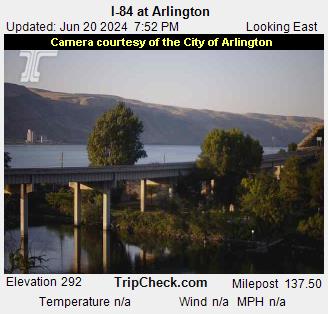 I-84 at Arlington
Updated: Jun 20 2024 7:52 PM Looking East
Camera courtesy of the City of Arlington
Elevation 292 TripCheck.com Milepost 137.50
Temperature n/a Wind n/a MPH n/a